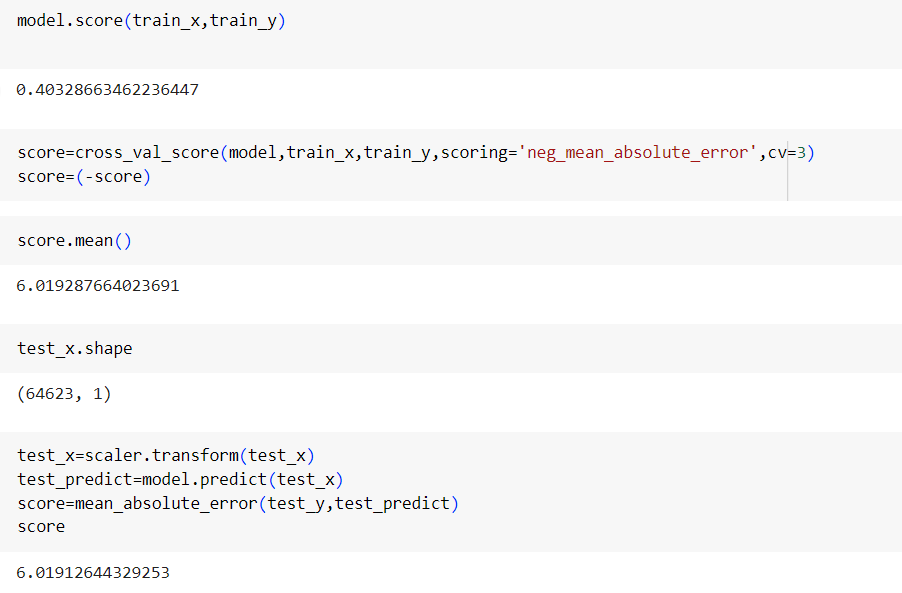 model.score(train_x,train_y)
0.40328663462236447
score=cross_val_score(model,train_x,train_y,scoring='neg_mean_absolute_error',cv=3)
score=(-score)
score.mean()
6.019287664023691
test_x.shape
(64623, 1)
test_x=scaler.transform(test_x)
test_predict=model.predict(test_x)
score=mean_absolute_error(test_y,test_predict)
score
6.01912644329253